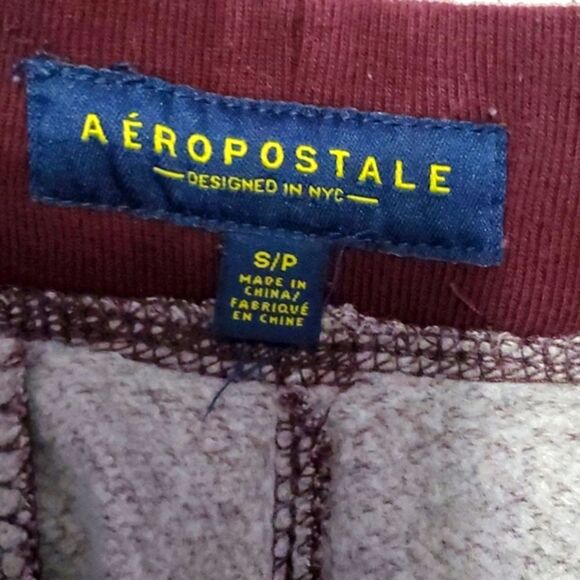 AÉROPOSTALE
DESIGNED IN NYC
S/P
MADE IN
CHINA/
FABRIQUÉ
EN CHINE